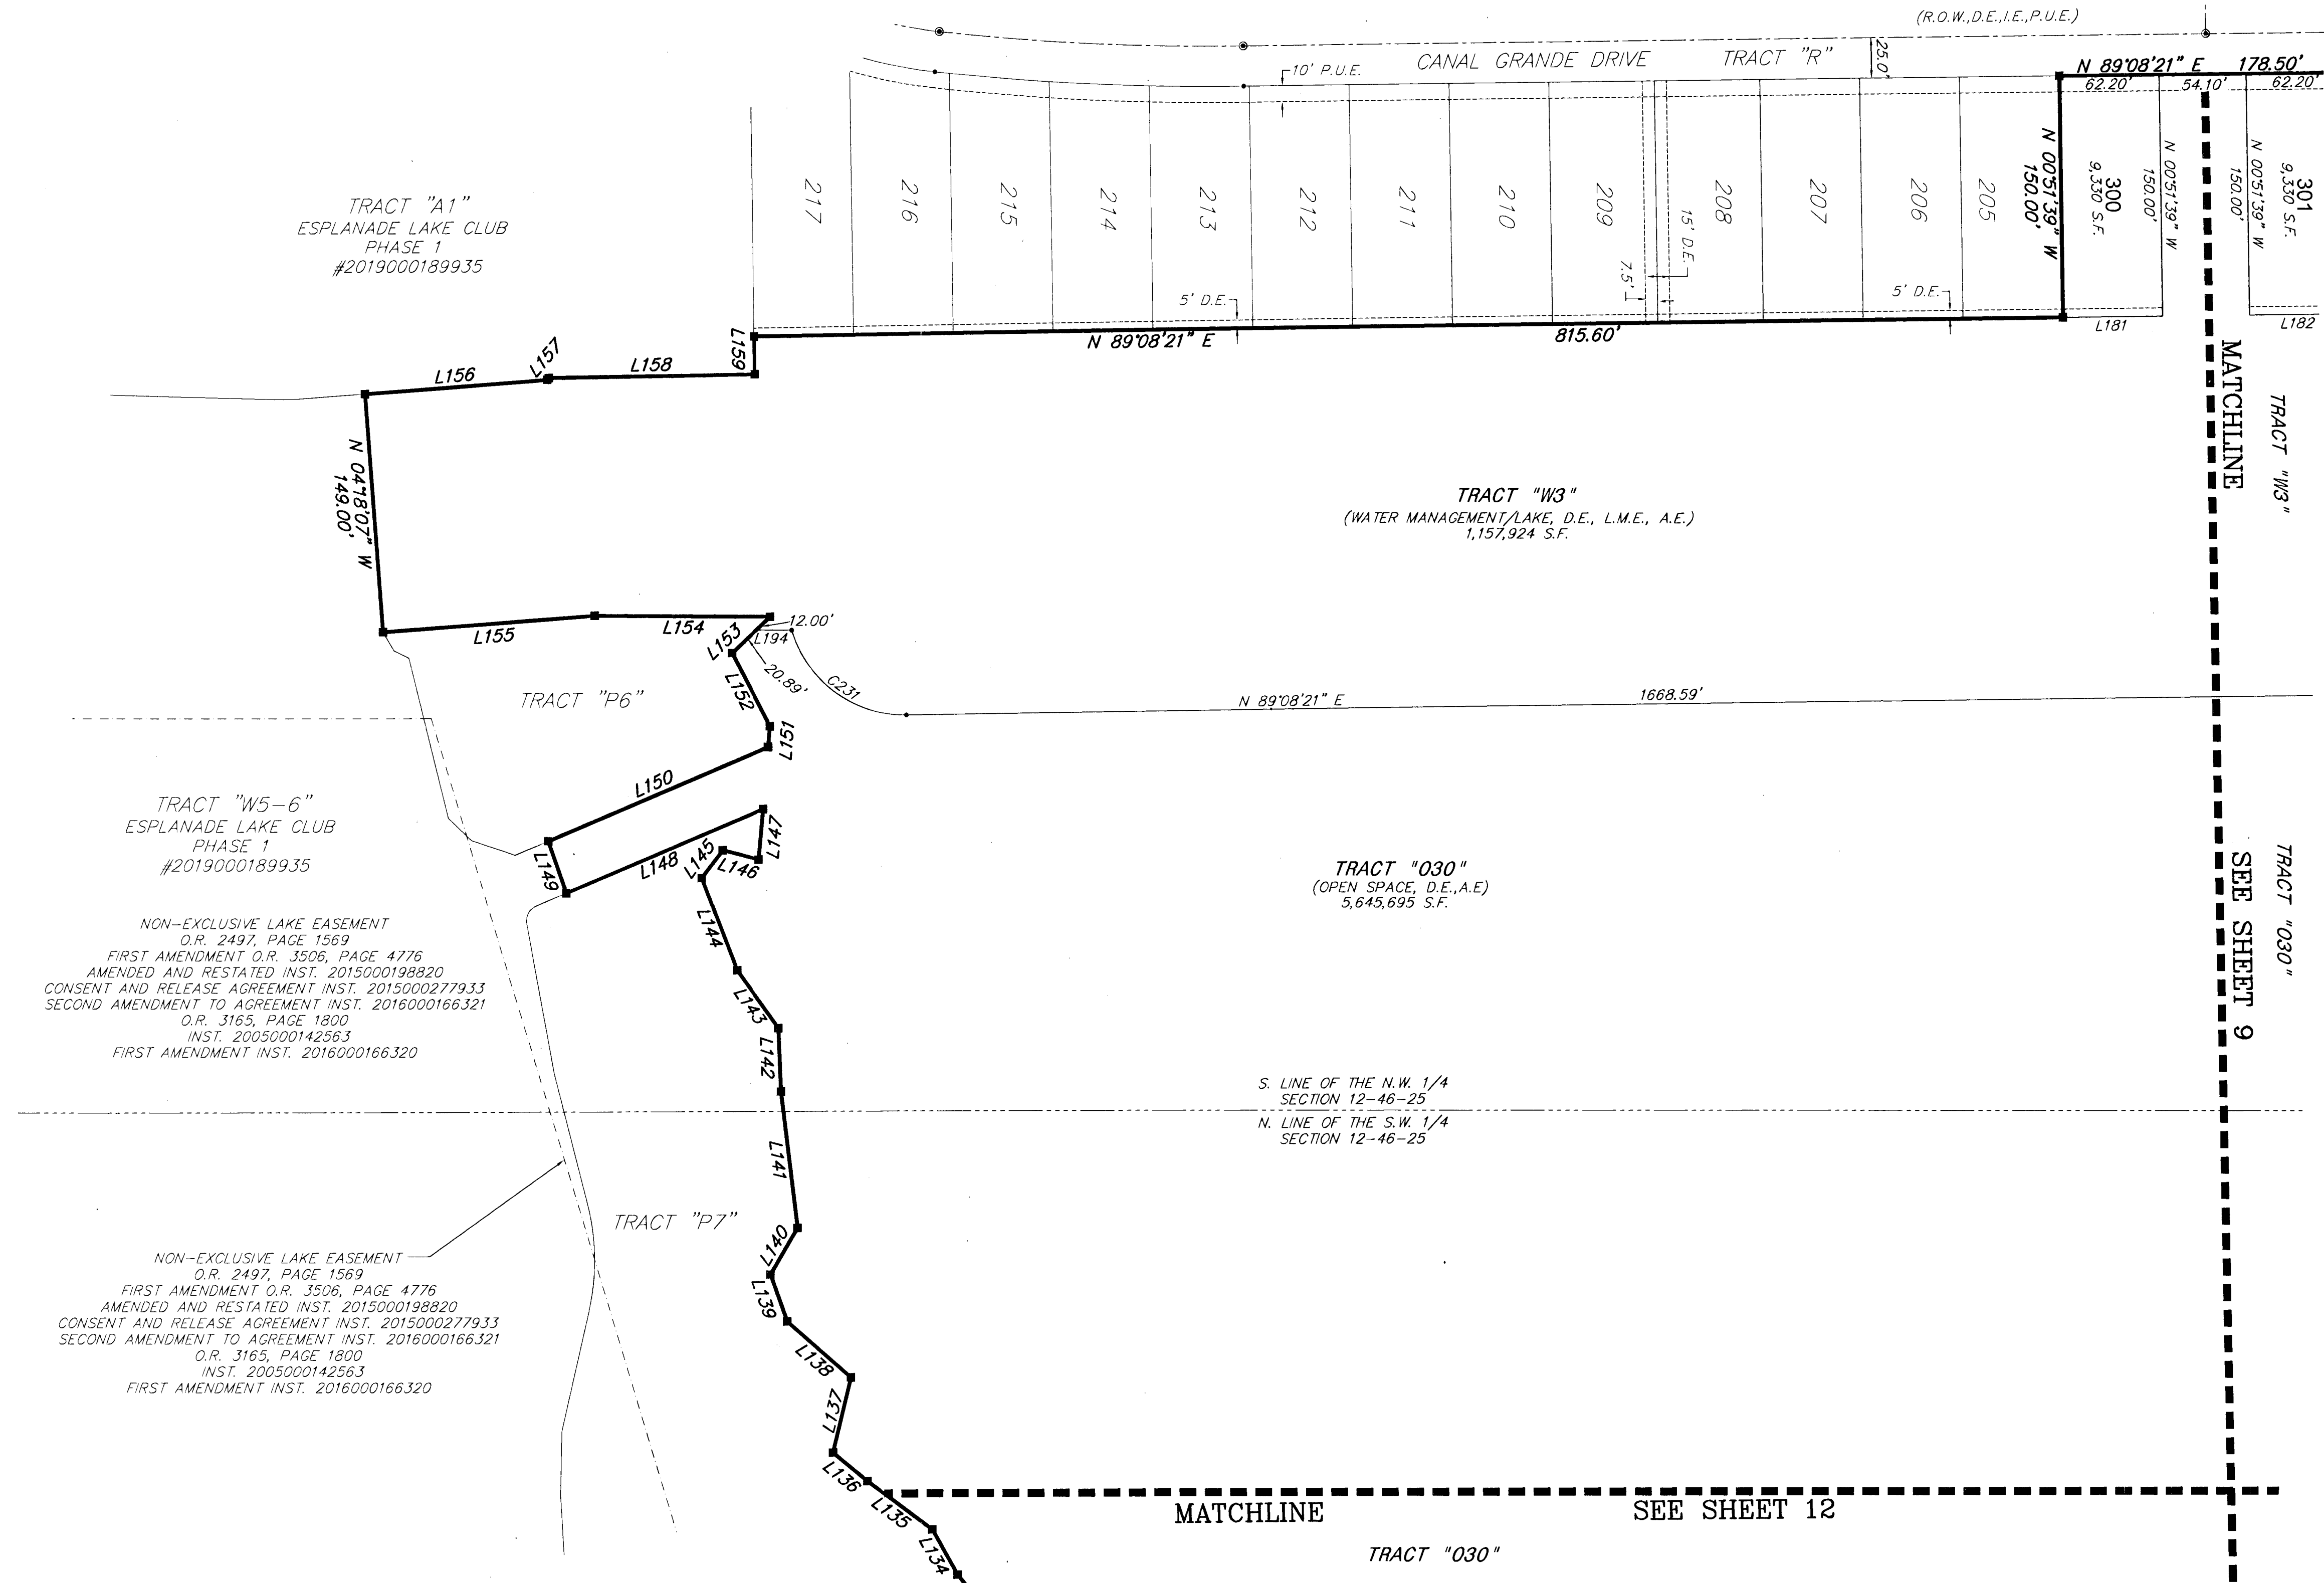 (R.O.W.,D.E.,I.E.,P.U.E.)
CANAL GRANDE DRIVE TRACT "R"
25.0'
10' P.U.E.
N 89°08'21" E 178.50'
62.20' 54.10' 62.20'
217
216
215
214
213
212
211
210
209
208
207
206
205
15' D.E.
7.5'
5' D.E.
5' D.E.
N 00°51'39" W
150.00'
300
9,330 S.F.
N 00°51'39" W
150.00'
N 00°51'39" W
150.00'
301
9,330 S.F.
L181
L182
TRACT "A1"
ESPLANADE LAKE CLUB
PHASE 1
#2019000189935
L159
N 89°08'21" E
815.60'
L156
L157
L158
MATCHLINE
SEE SHEET 9
TRACT "W3"
TRACT "030"
N 04°18'07" W
149.00'
TRACT "W3"
(WATER MANAGEMENT/LAKE, D.E., L.M.E., A.E.)
1,157,924 S.F.
L155
L154
L153
12.00'
L194
20.89'
C231
L152
L151
TRACT "P6"
N 89°08'21" E
1668.59'
L150
L149
L148
L147
L146
L145
L144
L143
L142
L141
L140
L139
L138
L137
L136
L135
L134
TRACT "W5-6"
ESPLANADE LAKE CLUB
PHASE 1
#2019000189935
TRACT "030"
(OPEN SPACE, D.E.,A.E)
5,645,695 S.F.
NON-EXCLUSIVE LAKE EASEMENT
O.R. 2497, PAGE 1569
FIRST AMENDMENT O.R. 3506, PAGE 4776
AMENDED AND RESTATED INST. 2015000198820
CONSENT AND RELEASE AGREEMENT INST. 2015000277933
SECOND AMENDMENT TO AGREEMENT INST. 2016000166321
O.R. 3165, PAGE 1800
INST. 2005000142563
FIRST AMENDMENT INST. 2016000166320
S. LINE OF THE N.W. 1/4
SECTION 12-46-25
N. LINE OF THE S.W. 1/4
SECTION 12-46-25
TRACT "P7"
NON-EXCLUSIVE LAKE EASEMENT
O.R. 2497, PAGE 1569
FIRST AMENDMENT O.R. 3506, PAGE 4776
AMENDED AND RESTATED INST. 2015000198820
CONSENT AND RELEASE AGREEMENT INST. 2015000277933
SECOND AMENDMENT TO AGREEMENT INST. 2016000166321
O.R. 3165, PAGE 1800
INST. 2005000142563
FIRST AMENDMENT INST. 2016000166320
MATCHLINE SEE SHEET 12
TRACT "030"